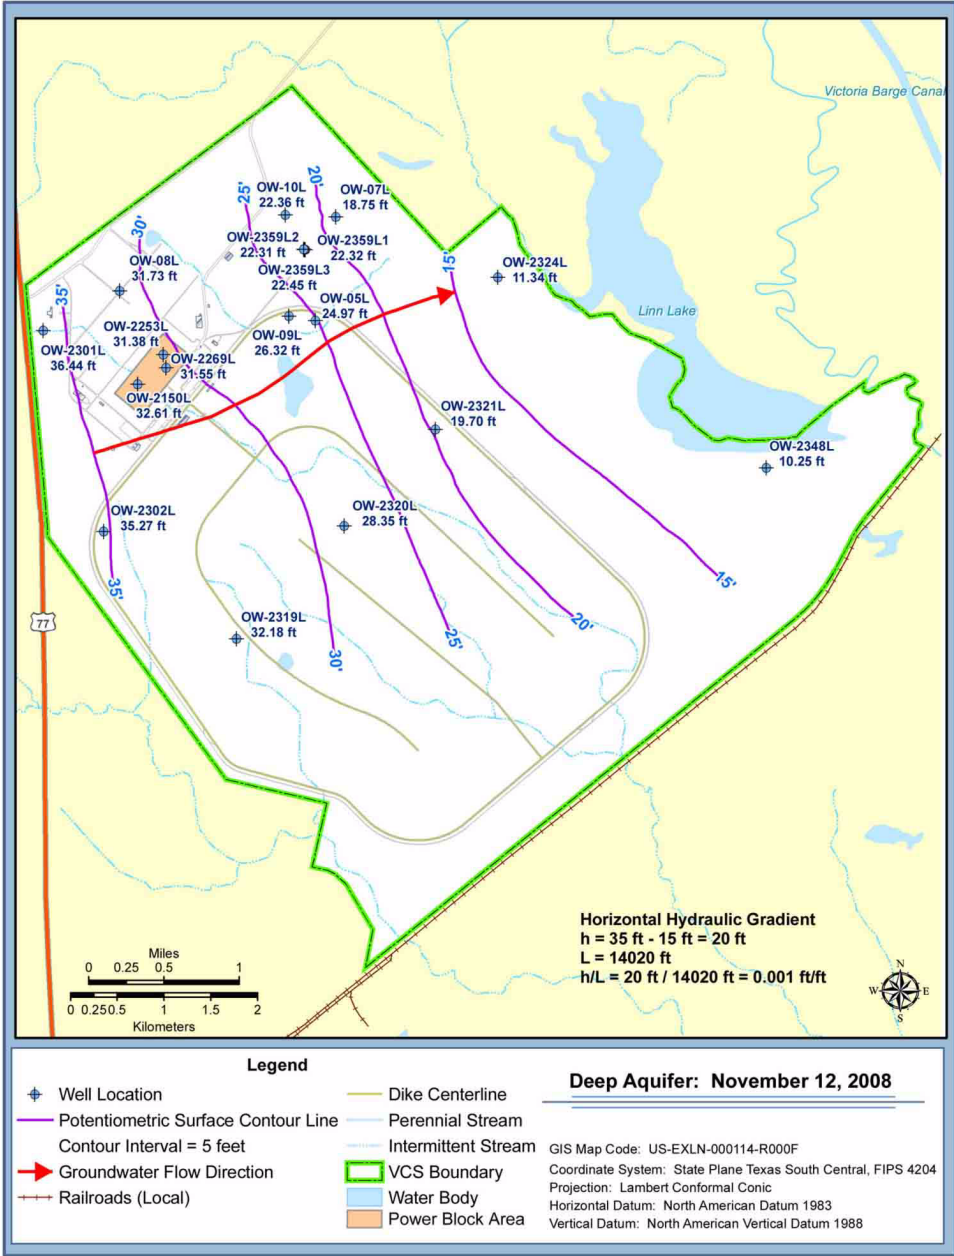 Victoria Barge Canal
20'
25'
OW-10L
22.36 ft
OW-07L
18.75 ft
30'
OW-2359L2
22.31 ft
OW-2359L1
22.32 ft
OW-08L
31.73 ft
OW-2359L3
22.45 ft
15'
OW-2324L
11.34 ft
35'
OW-05L
24.97 ft
Linn Lake
OW-2253L
31.38 ft
OW-09L
26.32 ft
OW-2301L
36.44 ft
OW-2269L
31.55 ft
OW-2150L
32.61 ft
OW-2321L
19.70 ft
OW-2348L
10.25 ft
OW-2302L
35.27 ft
OW-2320L
28.35 ft
35'
15'
77
OW-2319L
32.18 ft
20'
25'
30'
Horizontal Hydraulic Gradient
h = 35 ft - 15 ft = 20 ft
L = 14020 ft
h/L = 20 ft / 14020 ft = 0.001 ft/ft
Miles
0 0.25 0.5 1
0 0.25 0.5 1 1.5 2
Kilometers
N
W E
S
Legend
Well Location
Potentiometric Surface Contour Line
Contour Interval = 5 feet
Groundwater Flow Direction
Railroads (Local)
Dike Centerline
Perennial Stream
Intermittent Stream
VCS Boundary
Water Body
Power Block Area
Deep Aquifer: November 12, 2008
GIS Map Code: US-EXLN-000114-R000F
Coordinate System: State Plane Texas South Central, FIPS 4204
Projection: Lambert Conformal Conic
Horizontal Datum: North American Datum 1983
Vertical Datum: North American Vertical Datum 1988